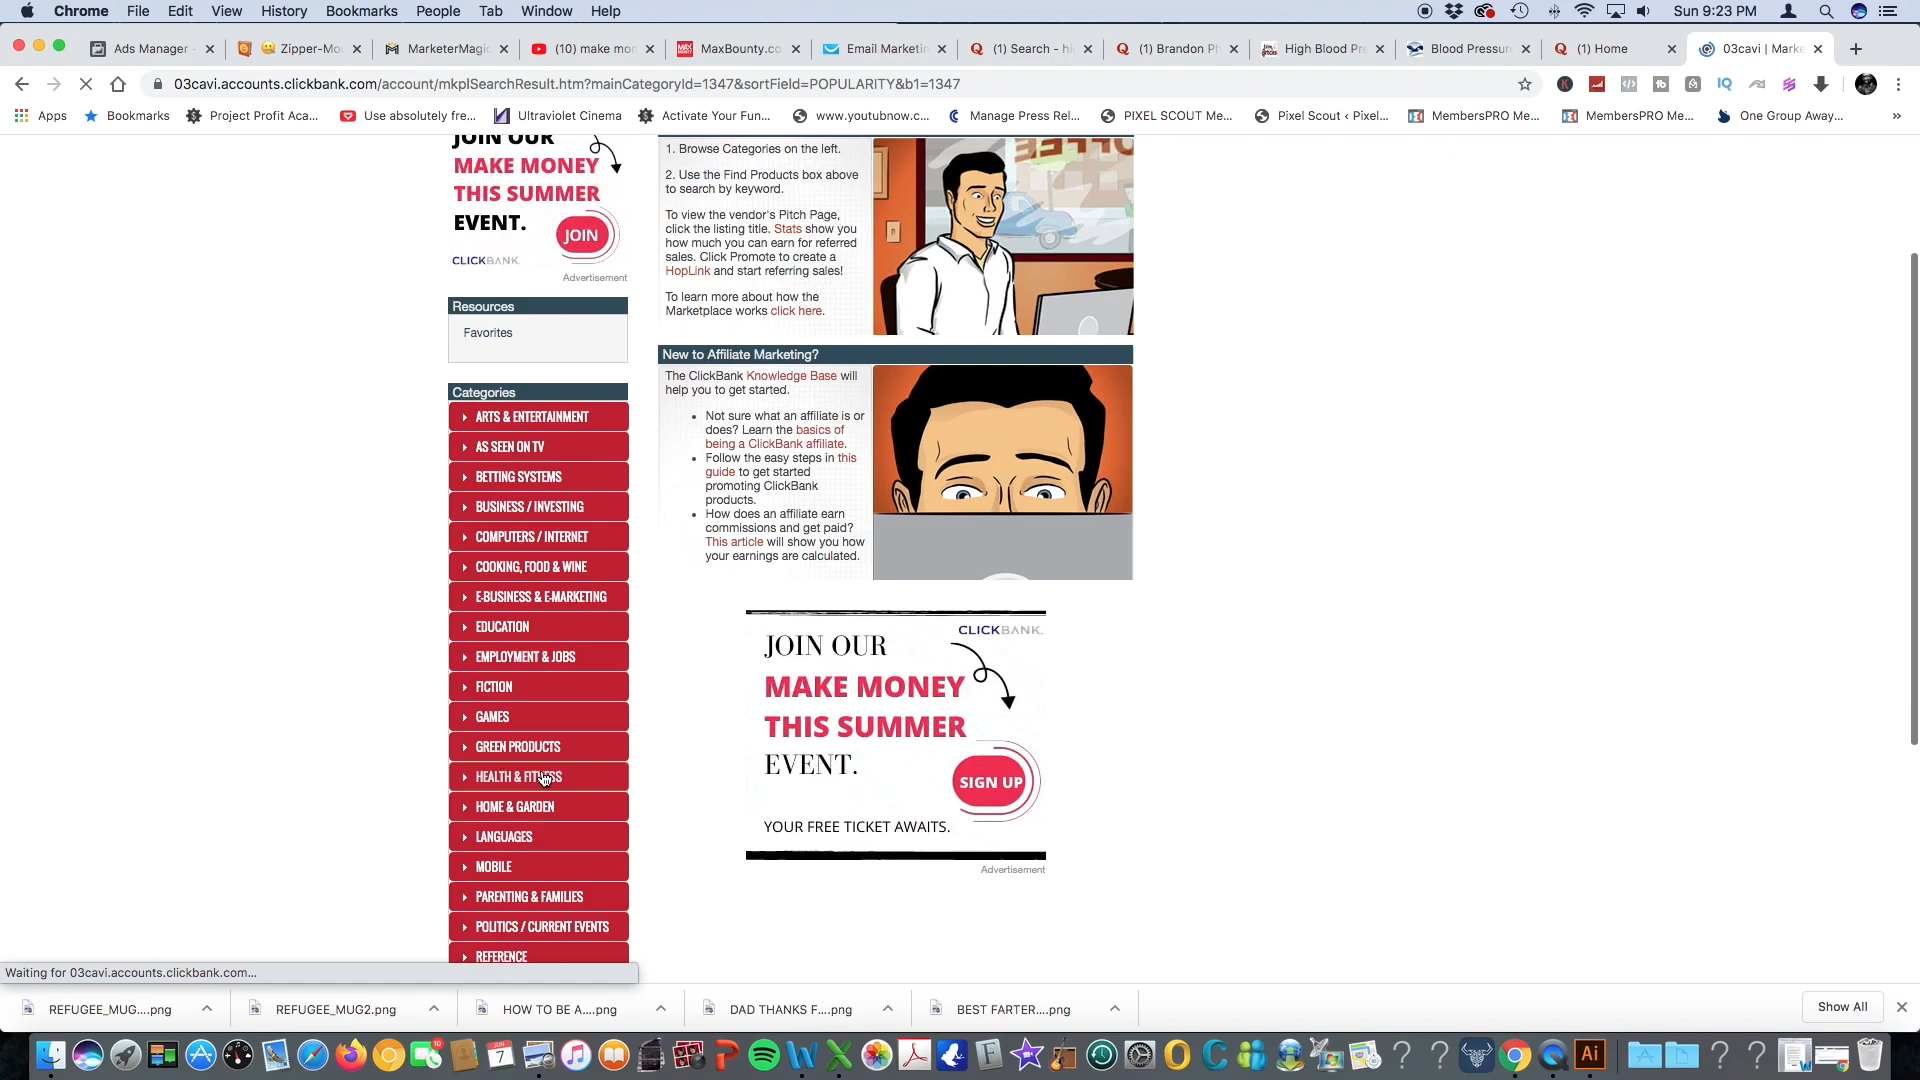 Chrome File Edit View History Bookmarks People Tab Window Help
Sun 9:23 PM
Ads Manager
Zipper-Mo
MarketerMagi
(10) make mon
MaxBounty.co
Email Marketin
(1) Search - hi
(1) Brandon Ph
High Blood Pre
Blood Pressur
(1) Home
03cavi | Marke
03cavi.accounts.clickbank.com/account/mkplSearchResult.htm?mainCategoryId=1347&sortField=POPULARITY&b1=1347
Apps
Bookmarks
Project Profit Aca...
Use absolutely fre...
Ultraviolet Cinema
Activate Your Fun...
www.youtubnow.c...
Manage Press Rel...
PIXEL SCOUT Me...
Pixel Scout ‹ Pixel...
MembersPRO Me...
MembersPRO Me...
One Group Away...
JOIN OUR
MAKE MONEY
THIS SUMMER
EVENT.
JOIN
CLICKBANK.
Advertisement
Resources
Favorites
Categories
ARTS & ENTERTAINMENT
AS SEEN ON TV
BETTING SYSTEMS
BUSINESS / INVESTING
COMPUTERS / INTERNET
COOKING, FOOD & WINE
E-BUSINESS & E-MARKETING
EDUCATION
EMPLOYMENT & JOBS
FICTION
GAMES
GREEN PRODUCTS
HEALTH & FITNESS
HOME & GARDEN
LANGUAGES
MOBILE
PARENTING & FAMILIES
POLITICS / CURRENT EVENTS
REFERENCE
1. Browse Categories on the left.
2. Use the Find Products box above
to search by keyword.
To view the vendor's Pitch Page,
click the listing title. Stats show you
how much you can earn for referred
sales. Click Promote to create a
HopLink and start referring sales!
To learn more about how the
Marketplace works click here.
New to Affiliate Marketing?
The ClickBank Knowledge Base will
help you to get started.
Not sure what an affiliate is or
does? Learn the basics of
being a ClickBank affiliate.
Follow the easy steps in this
guide to get started
promoting ClickBank
products.
How does an affiliate earn
commissions and get paid?
This article will show you how
your earnings are calculated.
CLICKBANK.
JOIN OUR
MAKE MONEY
THIS SUMMER
EVENT.
SIGN UP
YOUR FREE TICKET AWAITS.
Advertisement
Waiting for 03cavi.accounts.clickbank.com...
REFUGEE_MUG....png
REFUGEE_MUG2.png
HOW TO BE A....png
DAD THANKS F....png
BEST FARTER....png
Show All